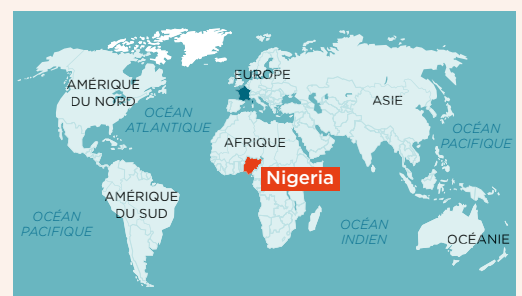 EUROPE
AMÉRIQUE
DU NORD
ASIE
OCÉAN
ATLANTIQUE
OCÉAN
PACIFIQUE
AFRIQUE
Nigeria
AMÉRIQUE
DU SUD
OCÉAN
PACIFIQUE
OCÉAN
INDIEN
OCÉANIE